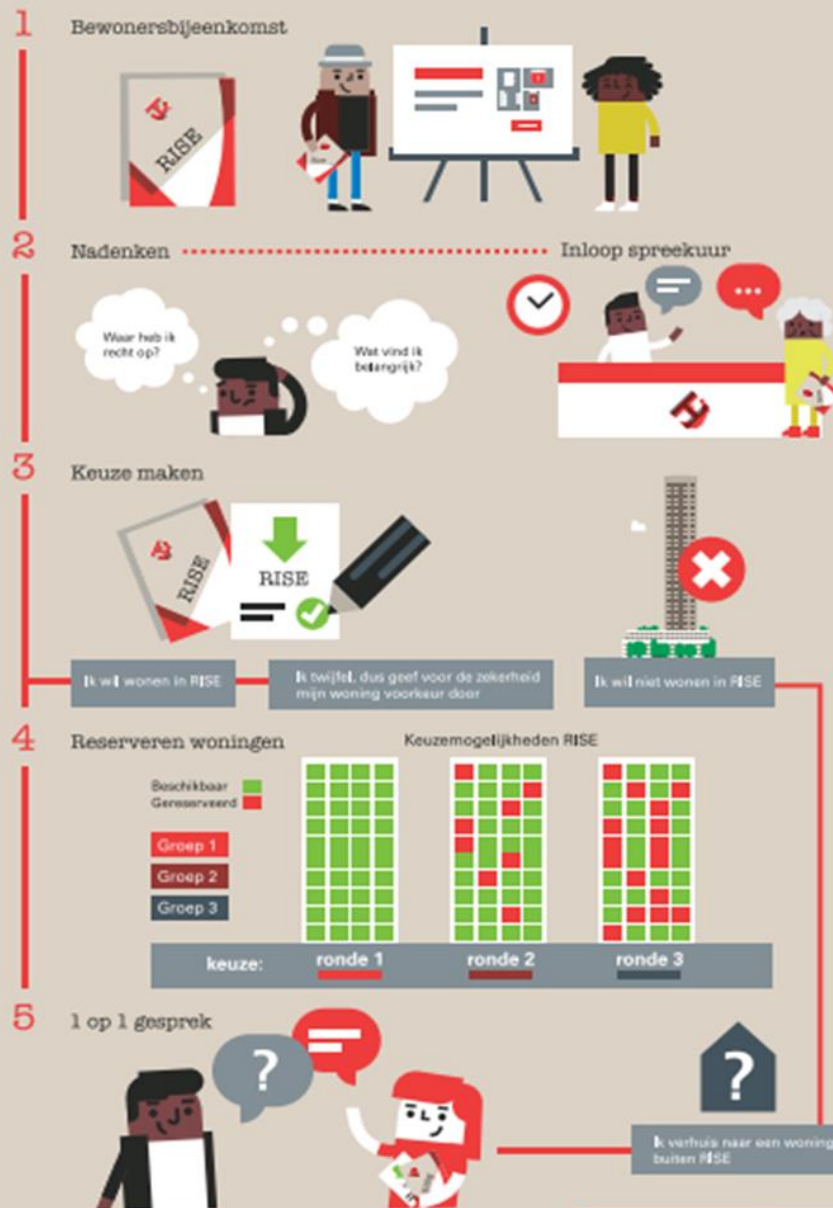 1
Bewonersbijeenkomst
RISE
2
Nadenken
Inloop spreekuur
Waar heb ik
recht op?
Wat vind ik
belangrijk?
3
Keuze maken
RISE
RISE
Ik wil wonen in RISE
Ik twijfel, dus geef voor de zekerheid
mijn woning voorkeur door
Ik wil niet wonen in RISE
4
Reserveren woningen
Keuzemogelijkheden RISE
Beschikbaar
Gereserveerd
Groep 1
Groep 2
Groep 3
keuze:
ronde 1
ronde 2
ronde 3
5
1 op 1 gesprek
?
?
Ik verhuis naar een woning
buiten RISE